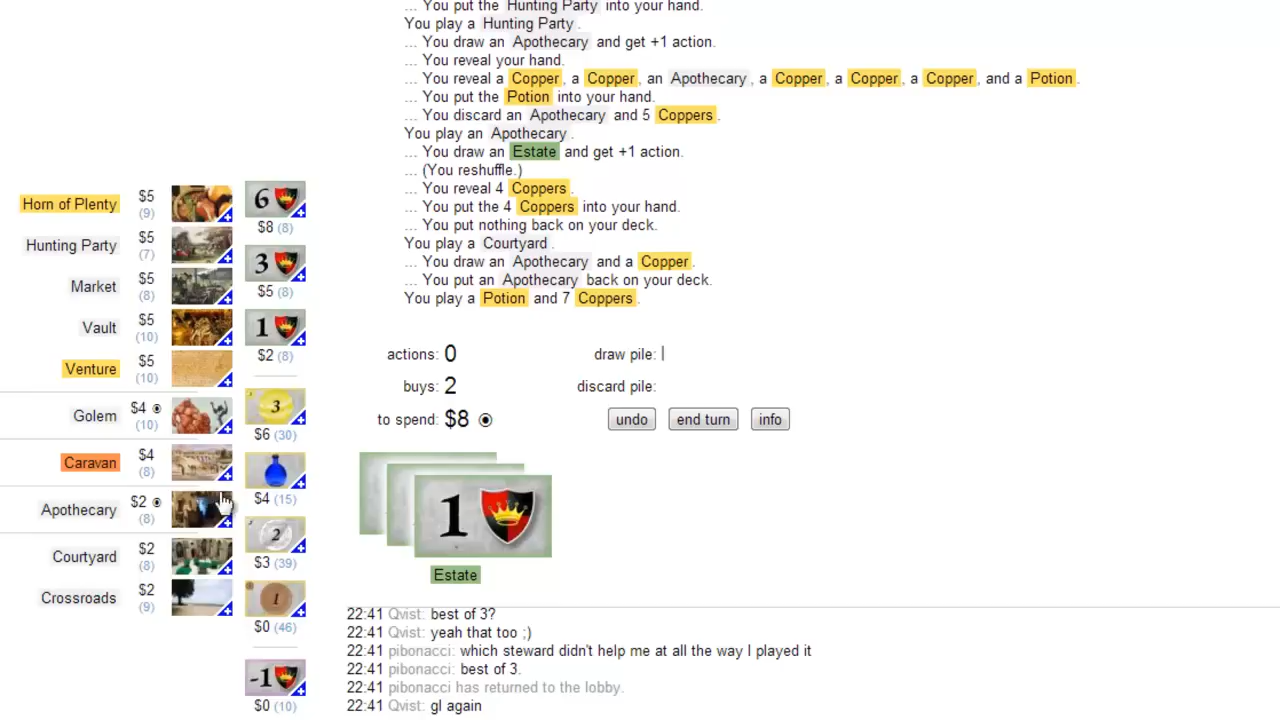 ... You put the Hunting Party into your hand.
You play a Hunting Party.
... You draw an Apothecary and get +1 action.
... You reveal your hand.
... You reveal a Copper, a Copper, an Apothecary, a Copper, a Copper, a Copper, and a Potion.
... You put the Potion into your hand.
... You discard an Apothecary and 5 Coppers.
You play an Apothecary.
... You draw an Estate and get +1 action.
... (You reshuffle.)
... You reveal 4 Coppers.
... You put the 4 Coppers into your hand.
... You put nothing back on your deck.
You play a Courtyard.
... You draw an Apothecary and a Copper.
... You put an Apothecary back on your deck.
You play a Potion and 7 Coppers.
Horn of Plenty $5 (9)
Hunting Party $5 (7)
Market $5 (8)
Vault $5 (10)
Venture $5 (10)
Golem $4 (10)
Caravan $4 (8)
Apothecary $2 (8)
Courtyard $2 (8)
Crossroads $2 (9)
6
$8 (8)
3
$5 (8)
1
$2 (8)
3
$6 (30)
$4 (15)
2
$3 (39)
1
$0 (46)
-1
$0 (10)
actions: 0 draw pile: |
buys: 2 discard pile:
to spend: $8 undo end turn info
1
Estate
22:41 Qvist: best of 3?
22:41 Qvist: yeah that too ;)
22:41 pibonacci: which steward didn't help me at all the way I played it
22:41 pibonacci: best of 3.
22:41 pibonacci has returned to the lobby.
22:41 Qvist: gl again